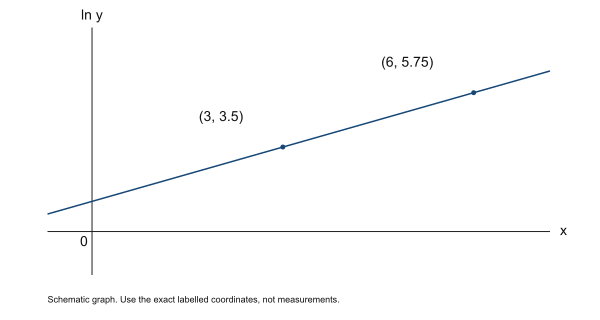 ln y
(6, 5.75)
(3, 3.5)
x
0
Schematic graph. Use the exact labelled coordinates, not measurements.